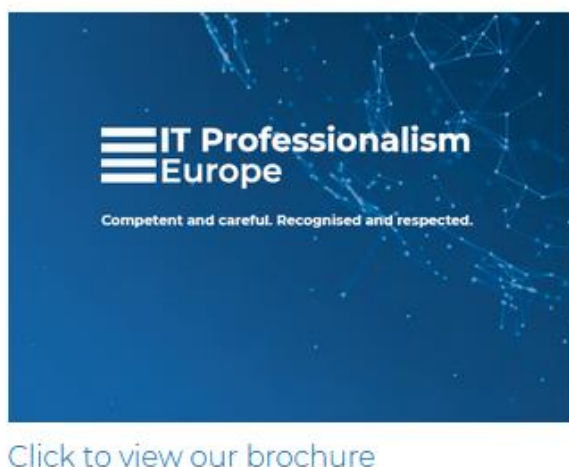 IT Professionalism
Europe
Competent and careful. Recognised and respected.
Click to view our brochure